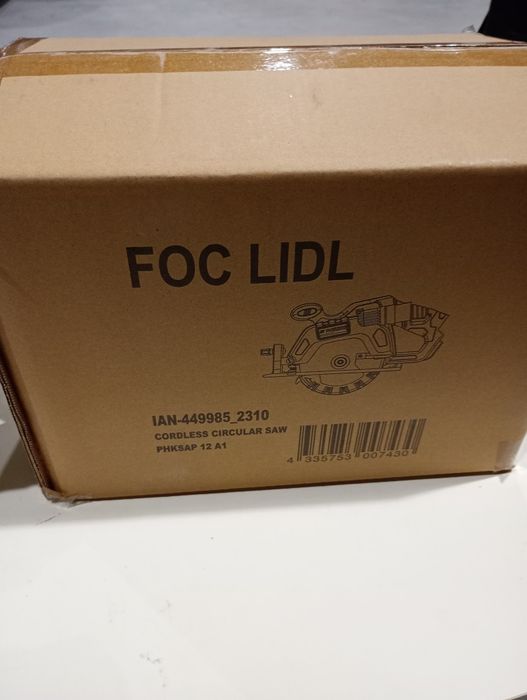 FOC LIDL
IAN-449985_2310
CORDLESS CIRCULAR SAW
PHKSAP 12 A1
4 335753 007430